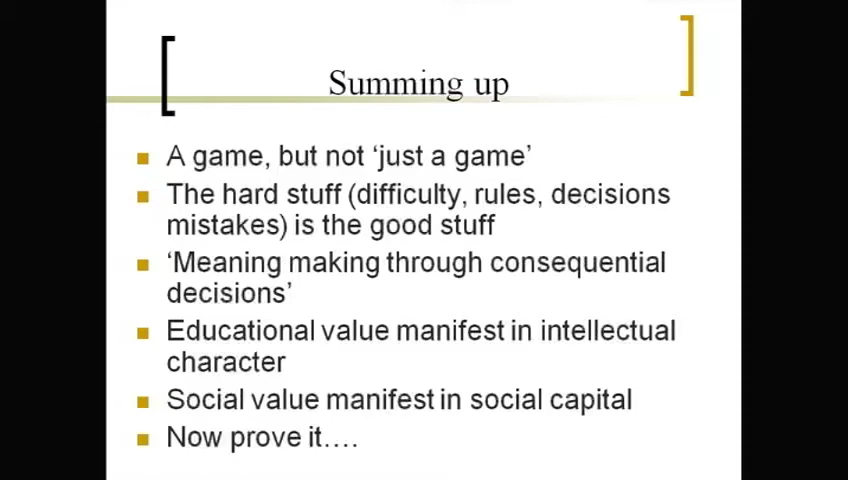 Summing up
A game, but not ‘just a game’
The hard stuff (difficulty, rules, decisions
mistakes) is the good stuff
‘Meaning making through consequential
decisions’
Educational value manifest in intellectual
character
Social value manifest in social capital
Now prove it….